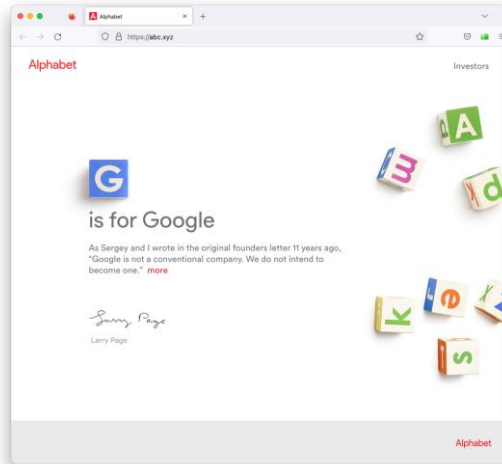 Alphabet
https://abc.xyz
Alphabet
Investors
G
is for Google
As Sergey and I wrote in the original founders letter 11 years ago,
“Google is not a conventional company. We do not intend to
become one.” more
Larry Page
Larry Page
A
m
p
X
e
k
s
Alphabet